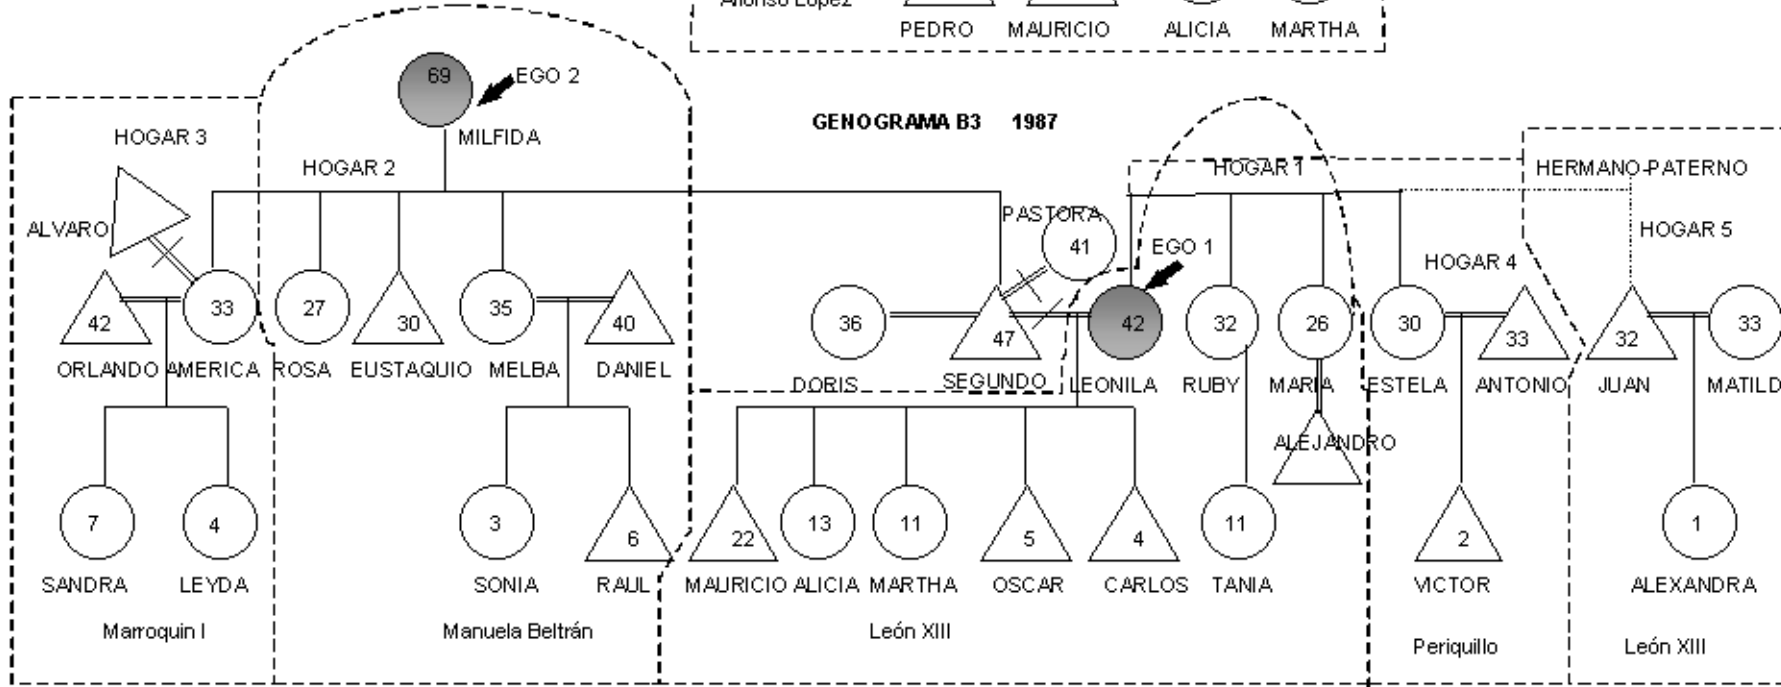 Alfonso López
PEDRO MAURICIO ALICIA MARTHA
69 EGO 2
GENOGRAMA B3 1987
HOGAR 3 MILFIDA
HOGAR 2 HOGAR 1 HERMANO-PATERNO
PASTORA
ALVARO 41 EGO 1 HOGAR 5
HOGAR 4
42 33 27 30 35 40 36 47 42 32 26 30 33 32 33
ORLANDO AMERICA ROSA EUSTAQUIO MELBA DANIEL DORIS SEGUNDO LEONILA RUBY MARIA ESTELA ANTONIO JUAN MATILD
ALEJANDRO
7 4 3 6 22 13 11 5 4 11 2 1
SANDRA LEYDA SONIA RAUL MAURICIO ALICIA MARTHA OSCAR CARLOS TANIA VICTOR ALEXANDRA
Marroquin I Manuela Beltrán León XIII Periquillo León XIII